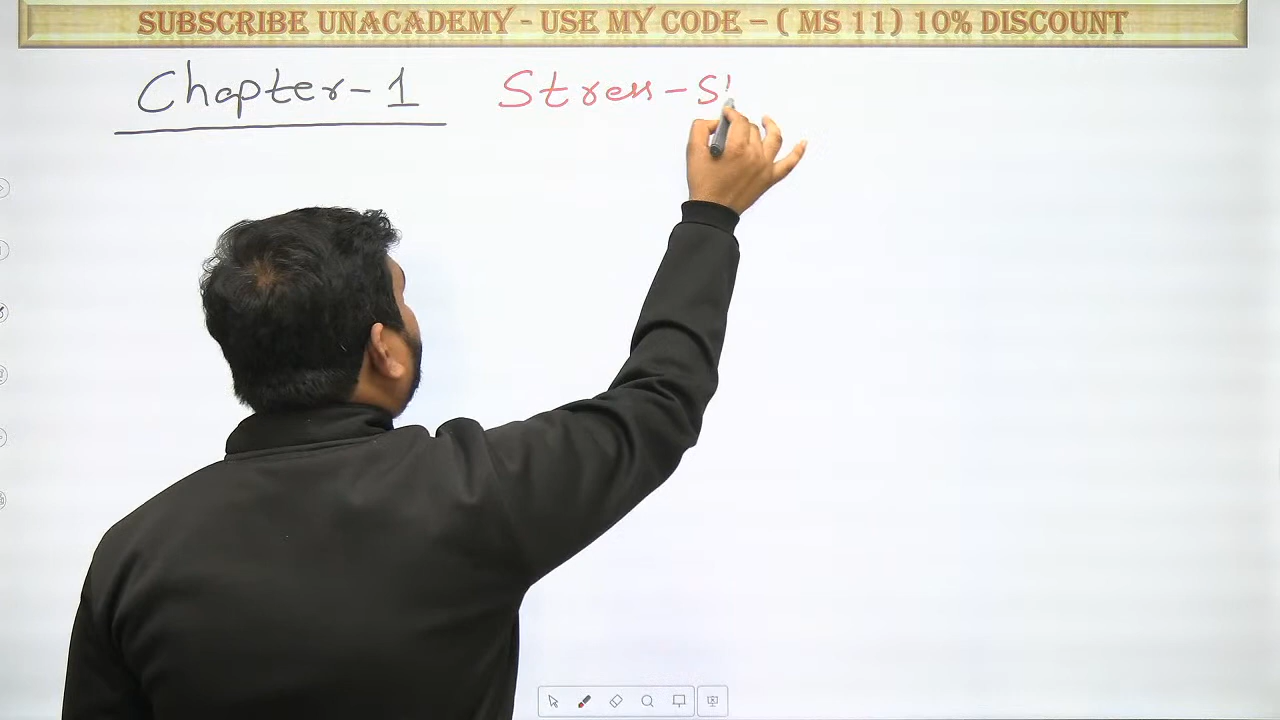 SUBSCRIBE UNACADEMY - USE MY CODE – ( MS 11) 10% DISCOUNT
Chapter-1 Stress-S